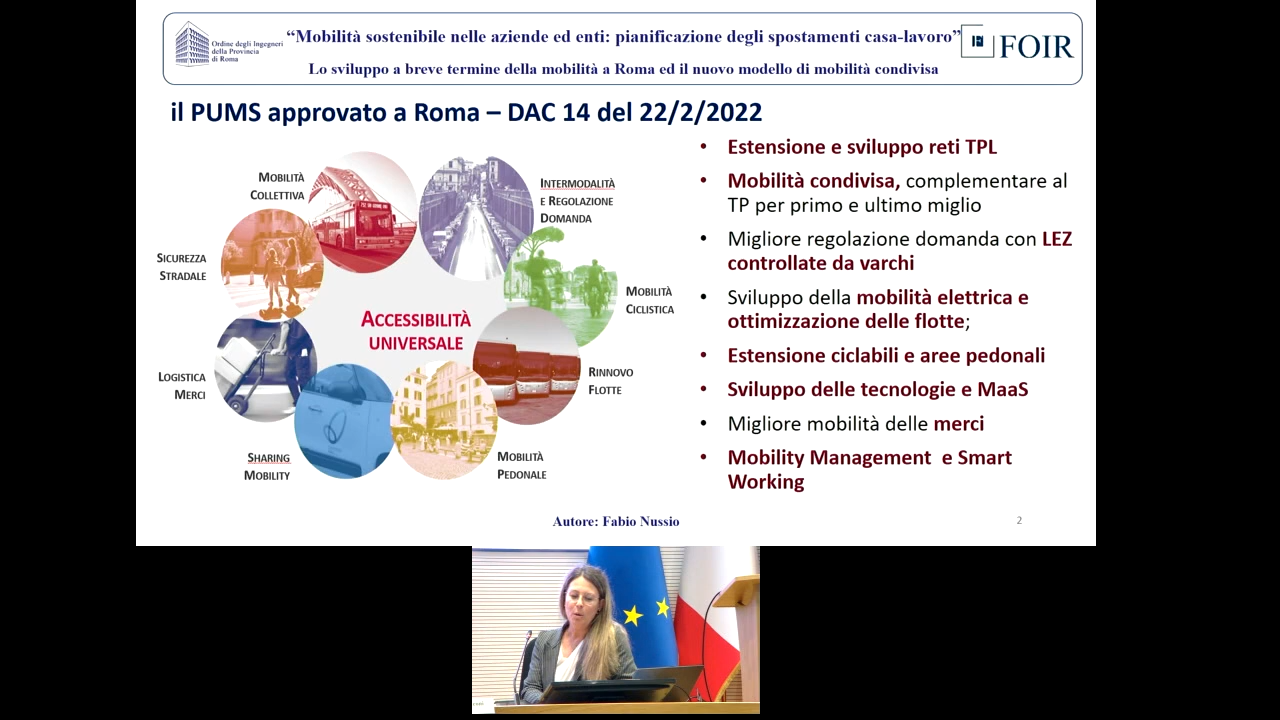 Ordine degli Ingegneri
della Provincia
di Roma
“Mobilità sostenibile nelle aziende ed enti: pianificazione degli spostamenti casa-lavoro”
Lo sviluppo a breve termine della mobilità a Roma ed il nuovo modello di mobilità condivisa
FOIR
il PUMS approvato a Roma – DAC 14 del 22/2/2022
MOBILITÀ
COLLETTIVA
INTERMODALITÀ
E REGOLAZIONE
DOMANDA
SICUREZZA
STRADALE
MOBILITÀ
CICLISTICA
ACCESSIBILITÀ
UNIVERSALE
LOGISTICA
MERCI
RINNOVO
FLOTTE
SHARING
MOBILITY
MOBILITÀ
PEDONALE
• Estensione e sviluppo reti TPL
• Mobilità condivisa, complementare al
TP per primo e ultimo miglio
• Migliore regolazione domanda con LEZ
controllate da varchi
• Sviluppo della mobilità elettrica e
ottimizzazione delle flotte;
• Estensione ciclabili e aree pedonali
• Sviluppo delle tecnologie e MaaS
• Migliore mobilità delle merci
• Mobility Management e Smart
Working
Autore: Fabio Nussio
2